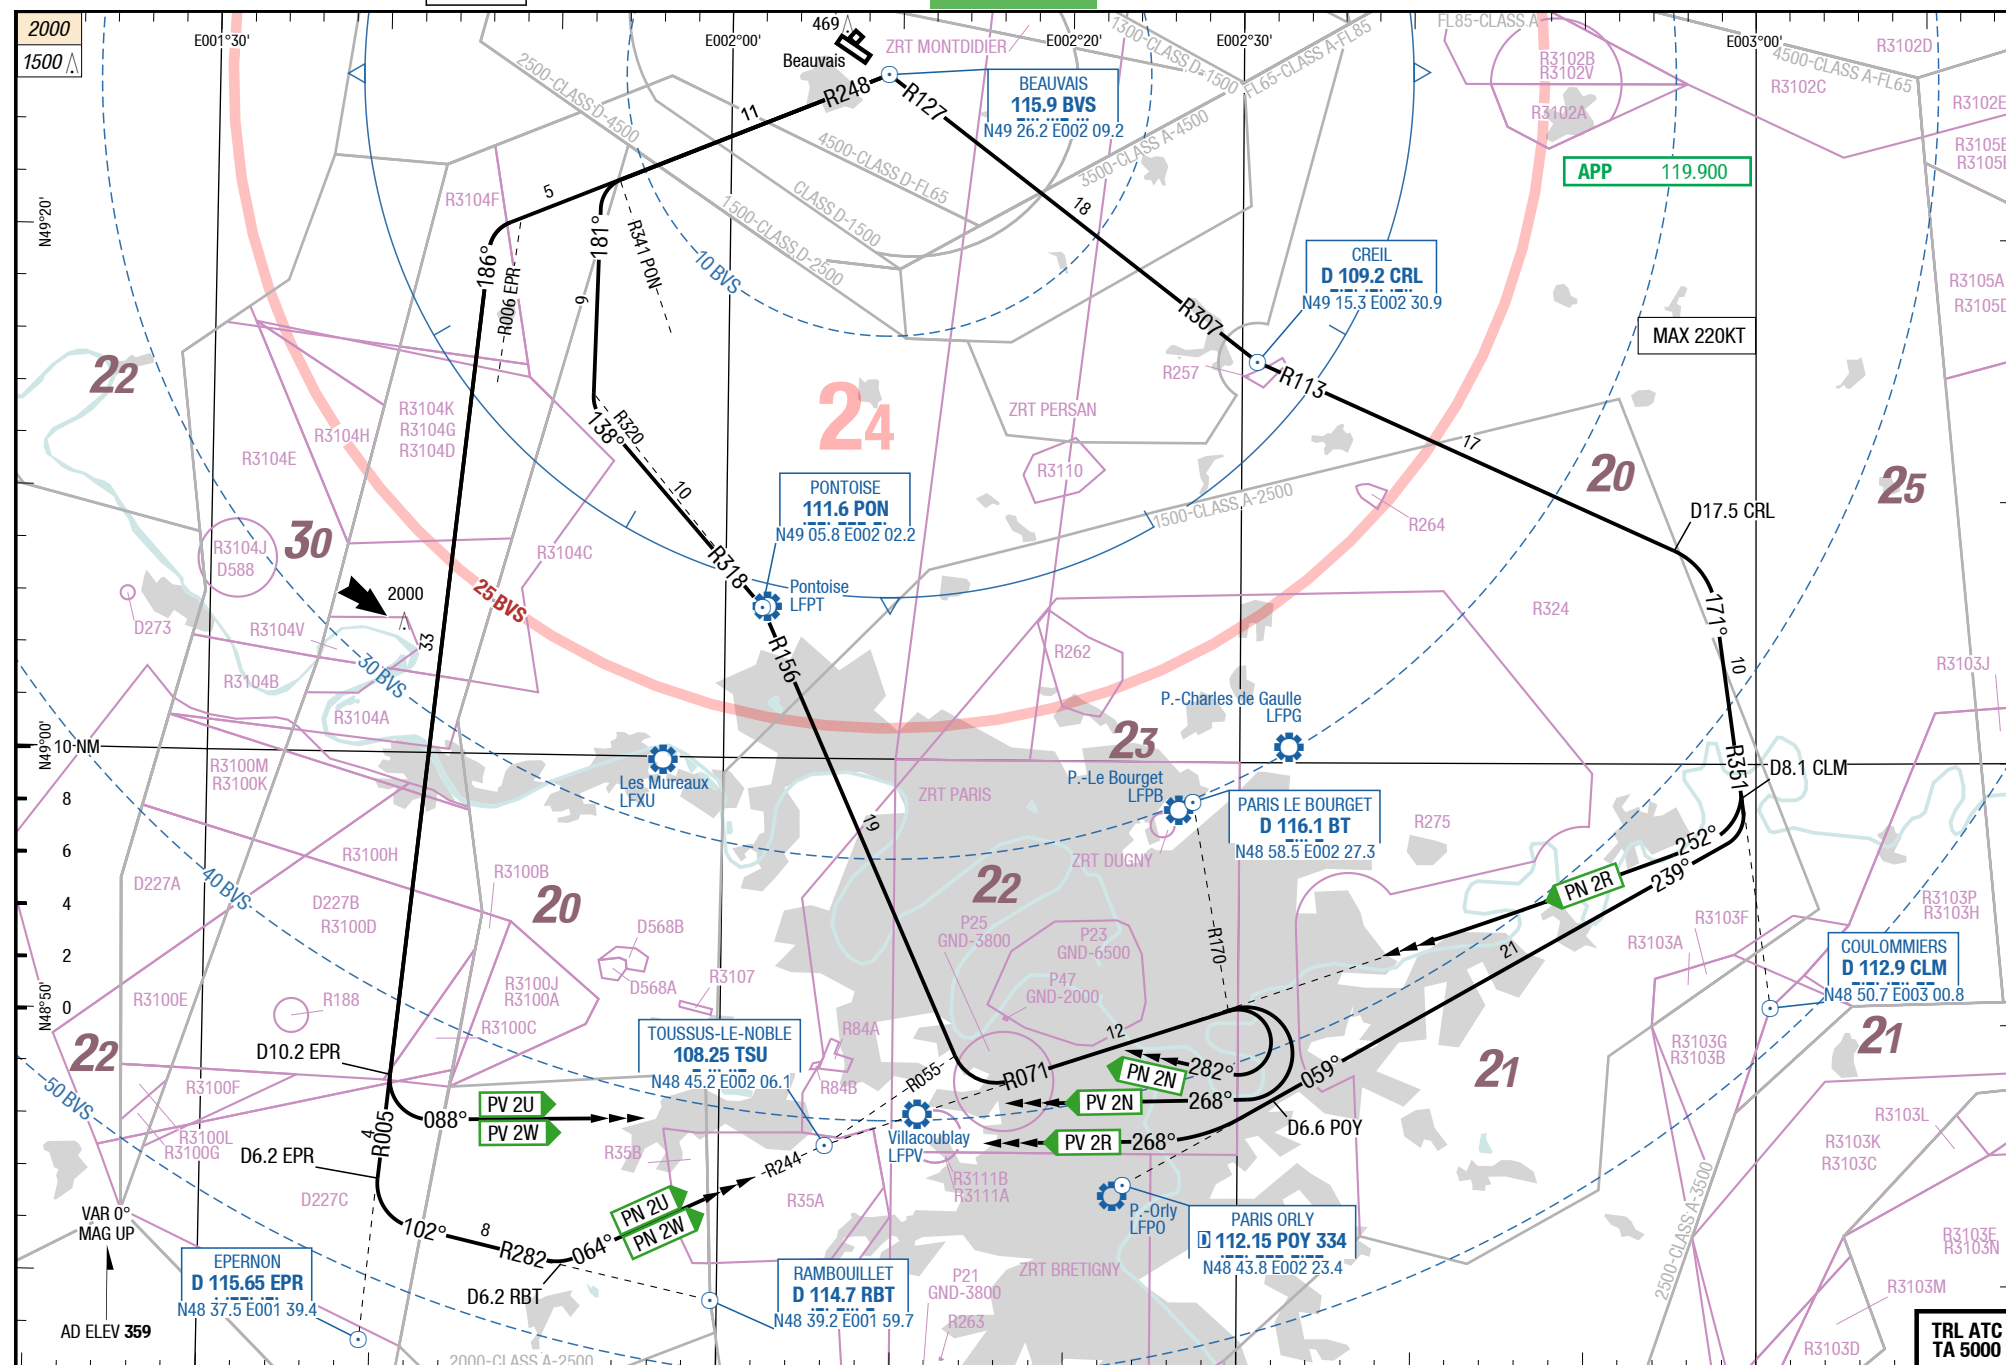 2000
1500
E001°30'
E002°00'
469
Beauvais
ZRT MONTDIDIER
E002°20'
1300-CLASS D-1500
E002°30'
FL65-CLASS A-FL85
FL85-CLASS A
E003°00'
4500-CLASS A-FL65
R3102D
R3102B
R3102V
R3102C
R3102A
R3102E
BEAUVAIS
115.9 BVS
N49 26.2 E002 09.2
2500-CLASS D-4500
4500-CLASS D-FL65
CLASS D-1500
1500-CLASS D-2500
3500-CLASS A-4500
R248
R127
11
5
18
APP 119.900
N49°20'
R3104F
186°
R006 EPR
181°
R341 PON
9
10 BVS
CREIL
D 109.2 CRL
N49 15.3 E002 30.9
R3105A
MAX 220KT
R307
R257
R113
17
22
24
ZRT PERSAN
R3104K
R3104G
R3104D
R3104H
R3104E
R320
138°
10
R3110
1500-CLASS A-2500
R264
20
25
D17.5 CRL
PONTOISE
111.6 PON
N49 05.8 E002 02.2
30
R3104J
D588
R3104C
R318
Pontoise
LFPT
2000
25 BVS
D273
R3104V
33
30 BVS
R3104B
R3104A
R156
R262
R324
171°
10
R3103J
P.-Charles de Gaulle
LFPG
23
N49°00'
10 NM
8
6
4
2
0
R3100M
R3100K
Les Mureaux
LFXU
ZRT PARIS
P.-Le Bourget
LFPB
PARIS LE BOURGET
D 116.1 BT
N48 58.5 E002 27.3
R351
D8.1 CLM
R275
19
ZRT DUGNY
R3100H
R3100B
D227A
40 BVS
D227B
R3100D
20
22
252°
239°
PN 2R
21
P25
GND-3800
P23
GND-6500
P47
GND-2000
R170
D568B
D568A
R3107
R3103P
R3103H
R3103F
R3103A
COULOMMIERS
D 112.9 CLM
N48 50.7 E003 00.8
N48°50'
R3100E
R188
R3100J
R3100A
R3100C
TOUSSUS-LE-NOBLE
108.25 TSU
N48 45.2 E002 06.1
R84A
R84B
R055
R071
12
PN 2N
282°
PV 2N
268°
059°
PV 2R
268°
D6.6 POY
22
D10.2 EPR
R3100F
50 BVS
088°
PV 2U
PV 2W
21
R3103G
R3103B
21
R3103L
R3103K
R3103C
R3100L
R3100G
4
R005
D6.2 EPR
D227C
R35B
R244
R35A
Villacoublay
LFPV
R3111B
R3111A
VAR 0°
MAG UP
102°
8
R282
064°
PN 2U
PN 2W
D6.2 RBT
P.-Orly
LFPO
PARIS ORLY
D 112.15 POY 334
N48 43.8 E002 23.4
2500-CLASS A-3500
R3103E
R3103N
R3103M
R3103D
EPERNON
D 115.65 EPR
N48 37.5 E001 39.4
RAMBOUILLET
D 114.7 RBT
N48 39.2 E001 59.7
ZRT BRETIGNY
P21
GND-3800
R263
AD ELEV 359
2000-CLASS A-2500
TRL ATC
TA 5000